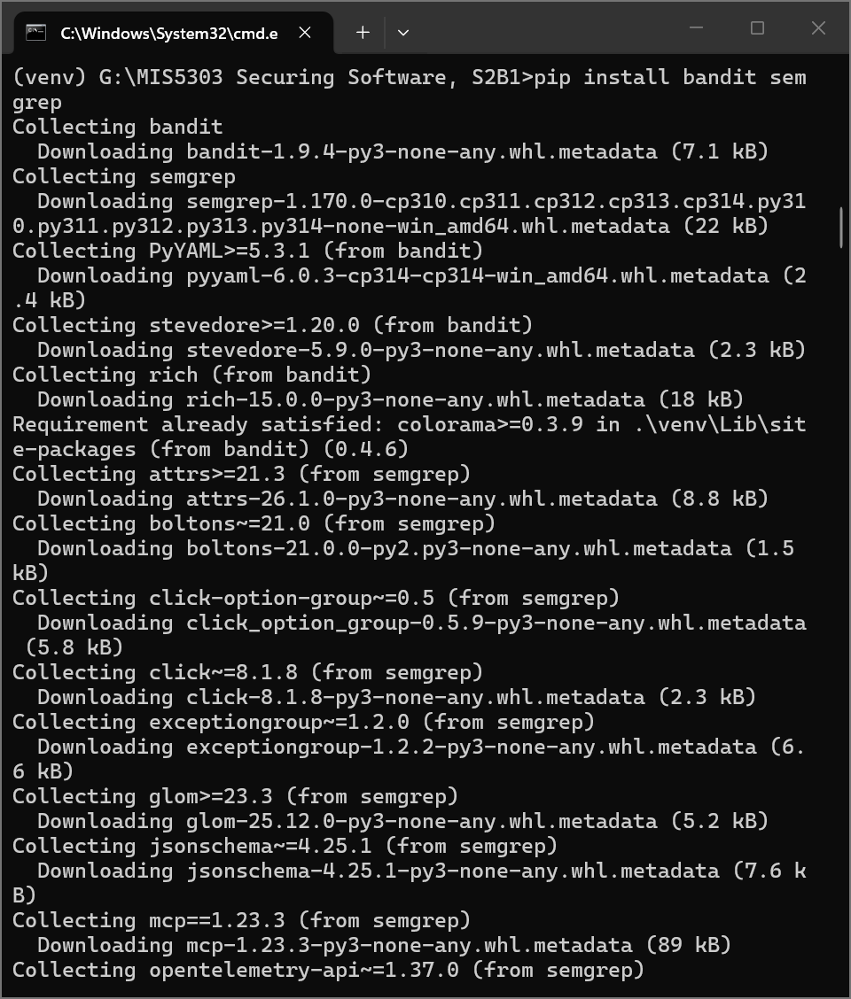 C:\Windows\System32\cmd.e
(venv) G:\MIS5303 Securing Software, S2B1>pip install bandit sem
grep
Collecting bandit
  Downloading bandit-1.9.4-py3-none-any.whl.metadata (7.1 kB)
Collecting semgrep
  Downloading semgrep-1.170.0-cp310.cp311.cp312.cp313.cp314.py31
0.py311.py312.py313.py314-none-win_amd64.whl.metadata (22 kB)
Collecting PyYAML>=5.3.1 (from bandit)
  Downloading pyyaml-6.0.3-cp314-cp314-win_amd64.whl.metadata (2
.4 kB)
Collecting stevedore>=1.20.0 (from bandit)
  Downloading stevedore-5.9.0-py3-none-any.whl.metadata (2.3 kB)
Collecting rich (from bandit)
  Downloading rich-15.0.0-py3-none-any.whl.metadata (18 kB)
Requirement already satisfied: colorama>=0.3.9 in .\venv\Lib\sit
e-packages (from bandit) (0.4.6)
Collecting attrs>=21.3 (from semgrep)
  Downloading attrs-26.1.0-py3-none-any.whl.metadata (8.8 kB)
Collecting boltons~=21.0 (from semgrep)
  Downloading boltons-21.0.0-py2.py3-none-any.whl.metadata (1.5
kB)
Collecting click-option-group~=0.5 (from semgrep)
  Downloading click_option_group-0.5.9-py3-none-any.whl.metadata
 (5.8 kB)
Collecting click~=8.1.8 (from semgrep)
  Downloading click-8.1.8-py3-none-any.whl.metadata (2.3 kB)
Collecting exceptiongroup~=1.2.0 (from semgrep)
  Downloading exceptiongroup-1.2.2-py3-none-any.whl.metadata (6.
6 kB)
Collecting glom>=23.3 (from semgrep)
  Downloading glom-25.12.0-py3-none-any.whl.metadata (5.2 kB)
Collecting jsonschema~=4.25.1 (from semgrep)
  Downloading jsonschema-4.25.1-py3-none-any.whl.metadata (7.6 k
B)
Collecting mcp==1.23.3 (from semgrep)
  Downloading mcp-1.23.3-py3-none-any.whl.metadata (89 kB)
Collecting opentelemetry-api~=1.37.0 (from semgrep)